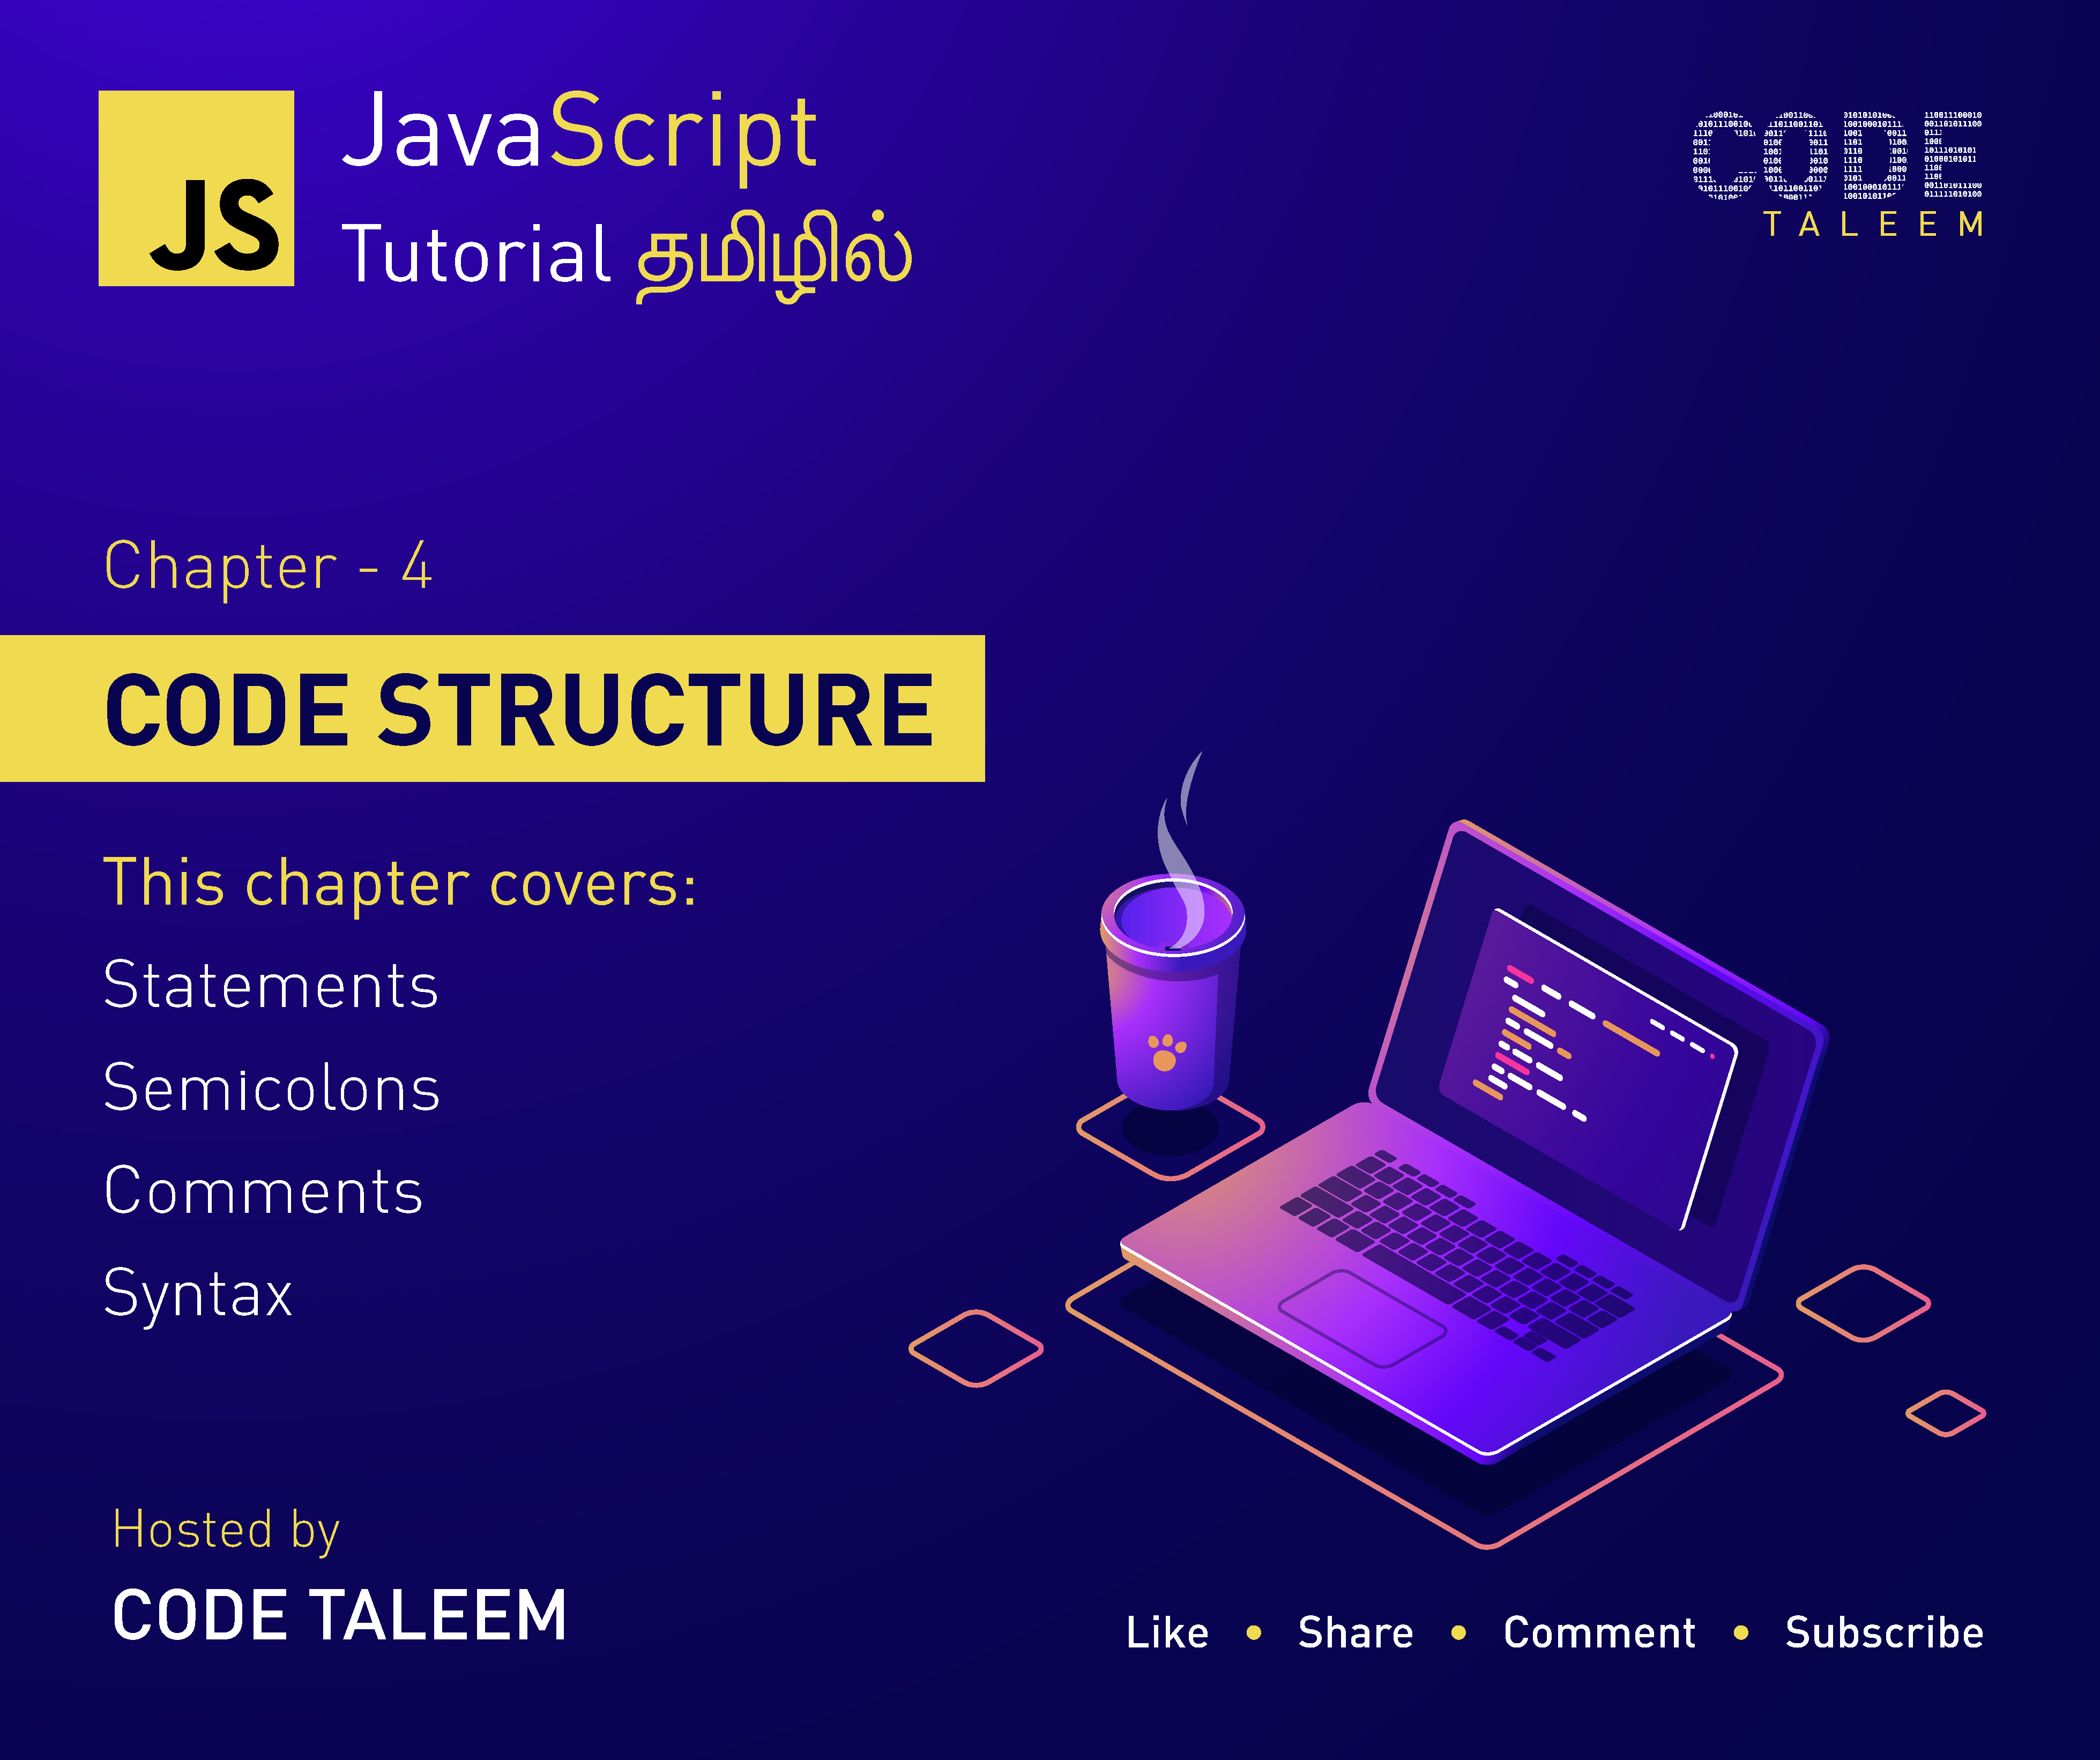 JS
JavaScript
Tutorial தமிழில்
CODE
TALEEM
Chapter - 4
CODE STRUCTURE
This chapter covers:
Statements
Semicolons
Comments
Syntax
Hosted by
CODE TALEEM
Like • Share • Comment • Subscribe